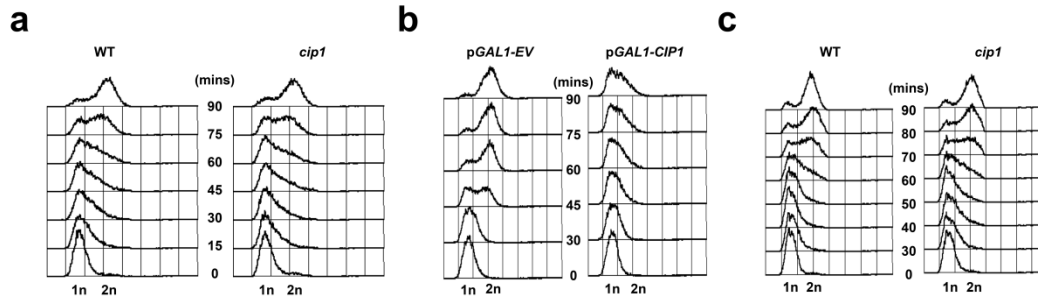 a
WT
cip1
(mins)
90
75
60
45
30
15
0
1n 2n
1n 2n
b
pGAL1-EV
pGAL1-CIP1
(mins)
90
75
60
45
30
0
1n 2n
1n 2n
c
WT
cip1
(mins)
90
80
70
60
50
40
30
0
1n 2n
1n 2n